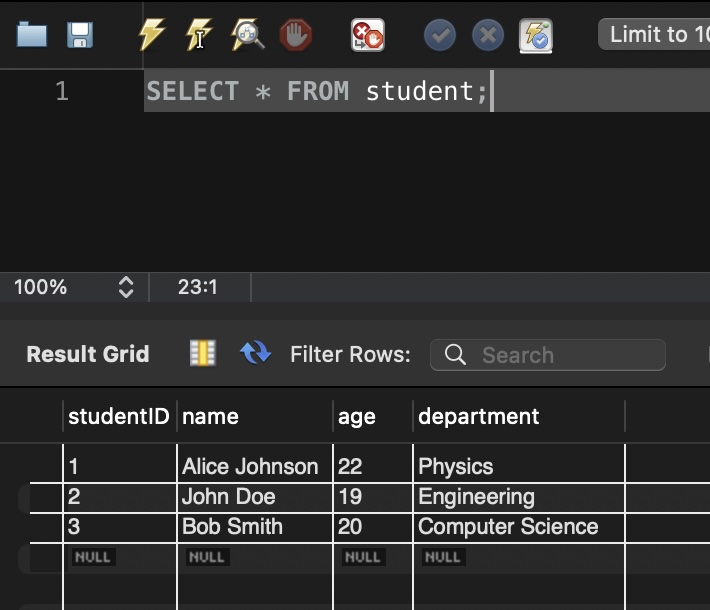 Limit to 10
1 SELECT * FROM student;
100% 23:1
Result Grid Filter Rows: Search
studentID name age department
1 Alice Johnson 22 Physics
2 John Doe 19 Engineering
3 Bob Smith 20 Computer Science
NULL NULL NULL NULL